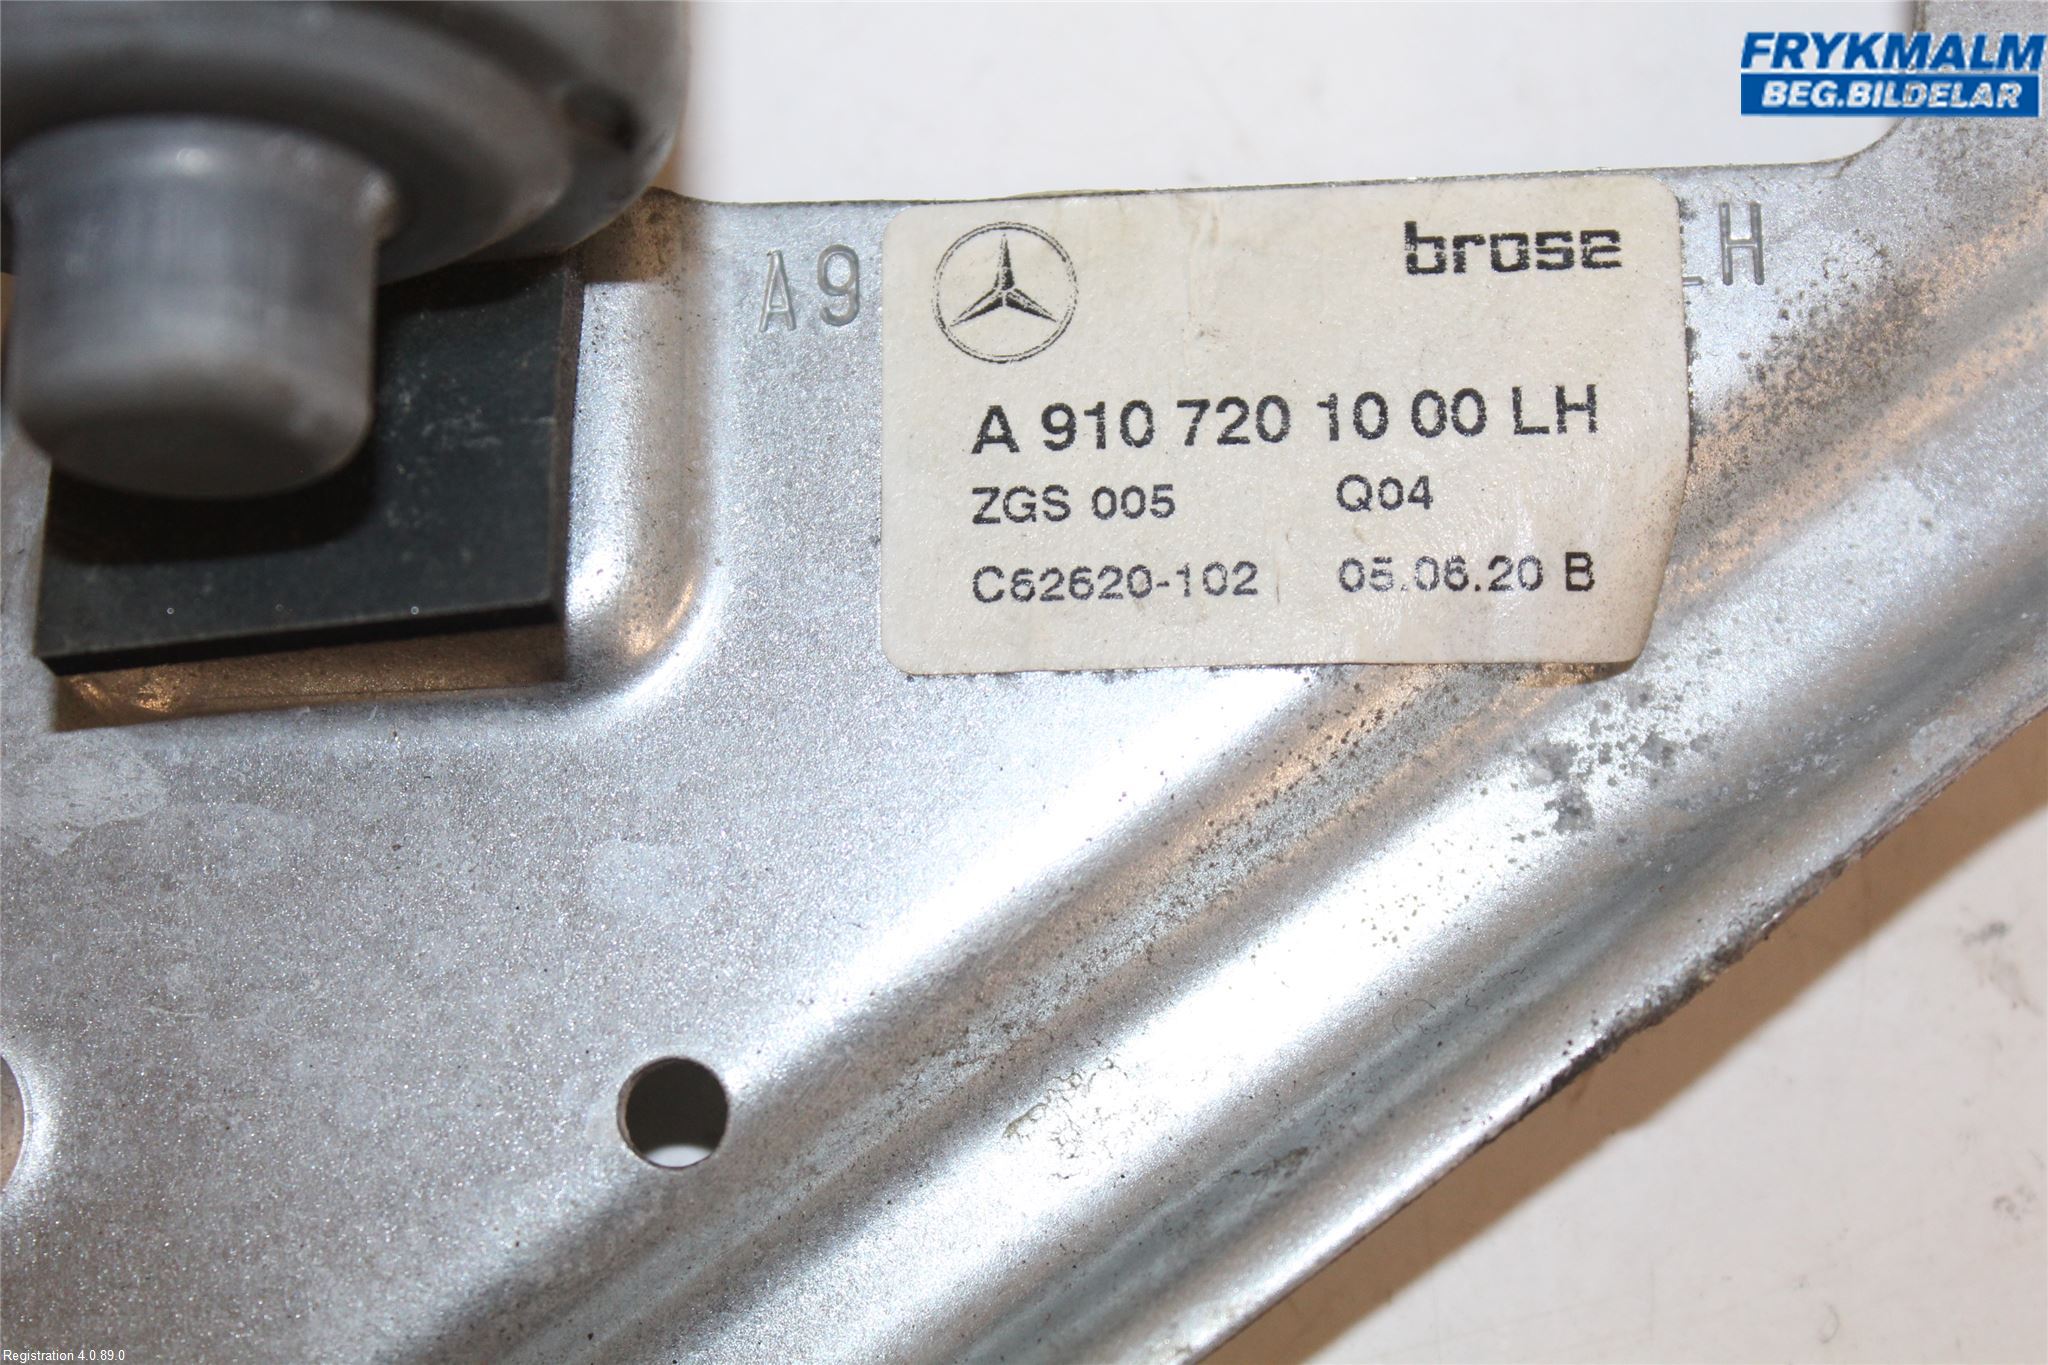 FRYKMALM
BEG.BILDELAR
A9
LH
brose
A 910 720 10 00 LH
ZGS 005 Q04
C62620-102 05.06.20 B
Registration 4.0.89.0